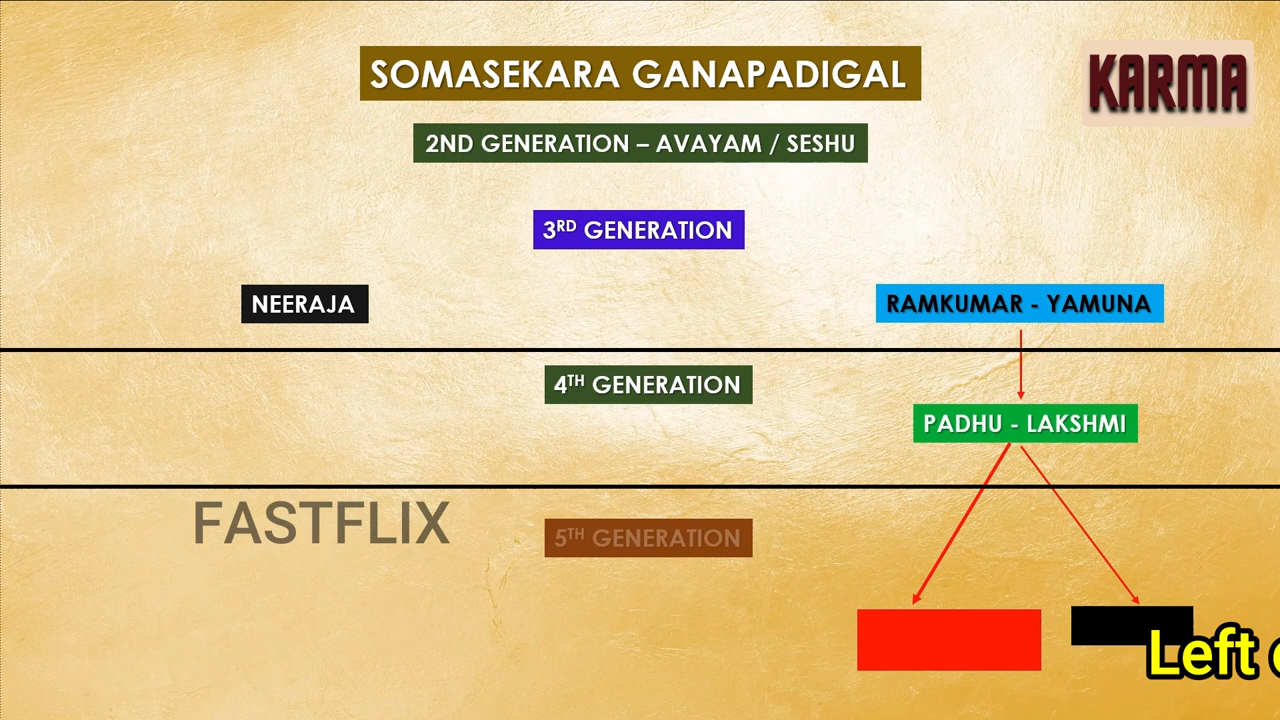 SOMASEKARA GANAPADIGAL
KARMA
2ND GENERATION – AVAYAM / SESHU
3RD GENERATION
NEERAJA
RAMKUMAR - YAMUNA
4TH GENERATION
PADHU - LAKSHMI
FASTFLIX
5TH GENERATION
Left